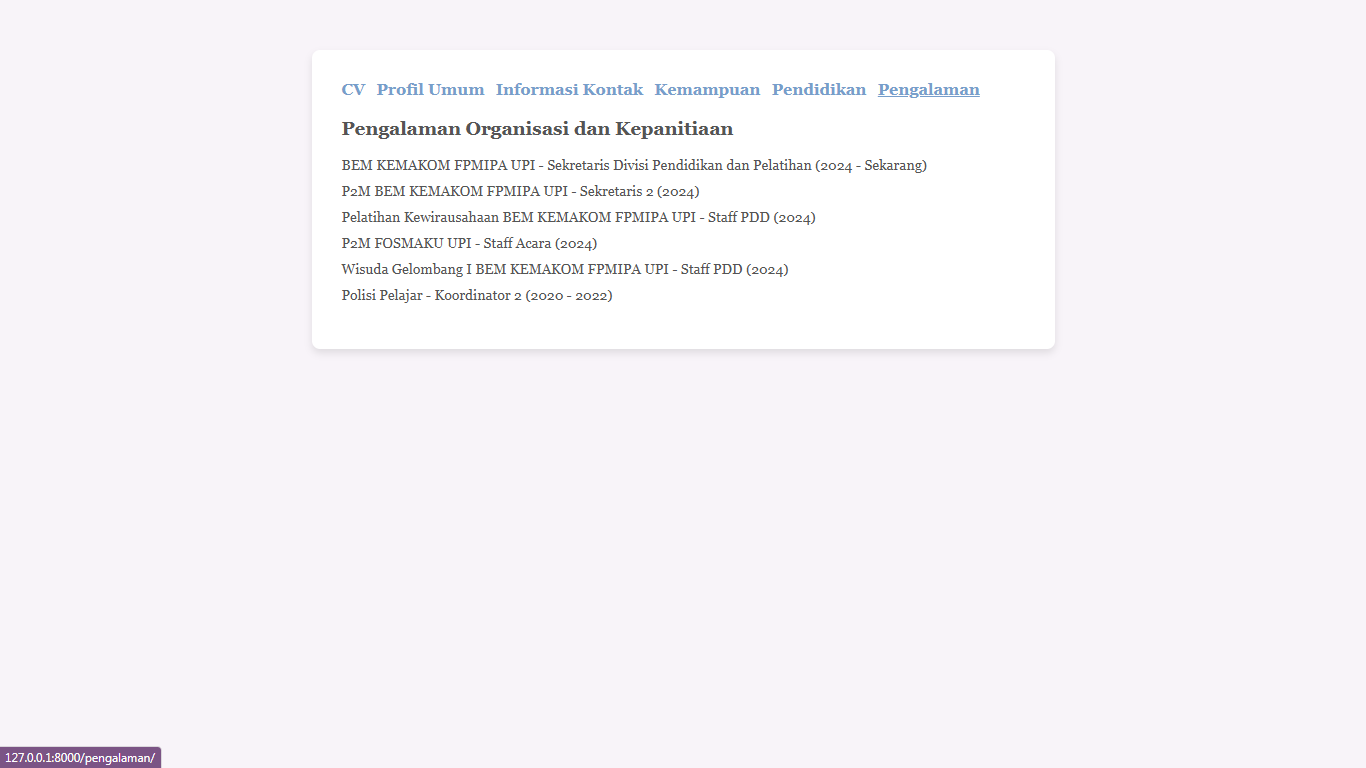 CV Profil Umum Informasi Kontak Kemampuan Pendidikan Pengalaman
Pengalaman Organisasi dan Kepanitiaan
BEM KEMAKOM FPMIPA UPI - Sekretaris Divisi Pendidikan dan Pelatihan (2024 - Sekarang)
P2M BEM KEMAKOM FPMIPA UPI - Sekretaris 2 (2024)
Pelatihan Kewirausahaan BEM KEMAKOM FPMIPA UPI - Staff PDD (2024)
P2M FOSMAKU UPI - Staff Acara (2024)
Wisuda Gelombang I BEM KEMAKOM FPMIPA UPI - Staff PDD (2024)
Polisi Pelajar - Koordinator 2 (2020 - 2022)
127.0.0.1:8000/pengalaman/